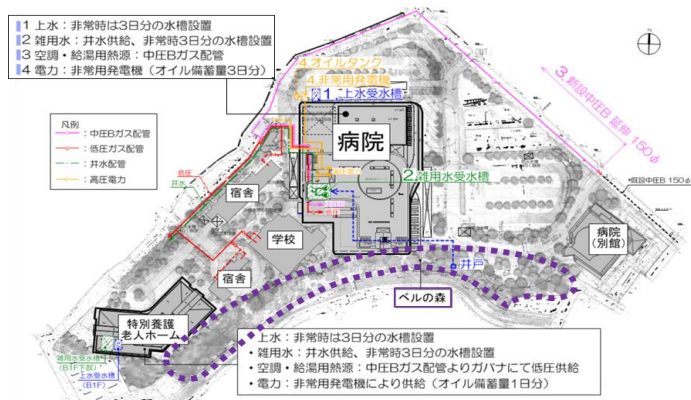 1 上水：非常時は3日分の水槽設置
2 雑用水：井水供給、非常時3日分の水槽設置
3 空調・給湯用熱源：中圧Bガス配管
4 電力：非常用発電機（オイル備蓄量3日分）
凡例
：中圧Bガス配管
：低圧ガス配管
：井水配管
：高圧電力
4.オイルタンク
4.非常用発電機
1.上水受水槽
病院
2.雑用水受水槽
3.新設中圧B 延伸 150φ
既設中圧B 150φ
低圧
井水
宿舎
学校
宿舎
低圧
井戸
ベルの森
病院
（別館）
特別養護
老人ホーム
雑用水受水槽
（B1F下部）
上水受水槽
（B1F）
・上水：非常時は3日分の水槽設置
・雑用水：井水供給、非常時3日分の水槽設置
・空調・給湯用熱源：中圧Bガス配管よりガバナにて低圧供給
・電力：非常用発電機により供給（オイル備蓄量1日分）